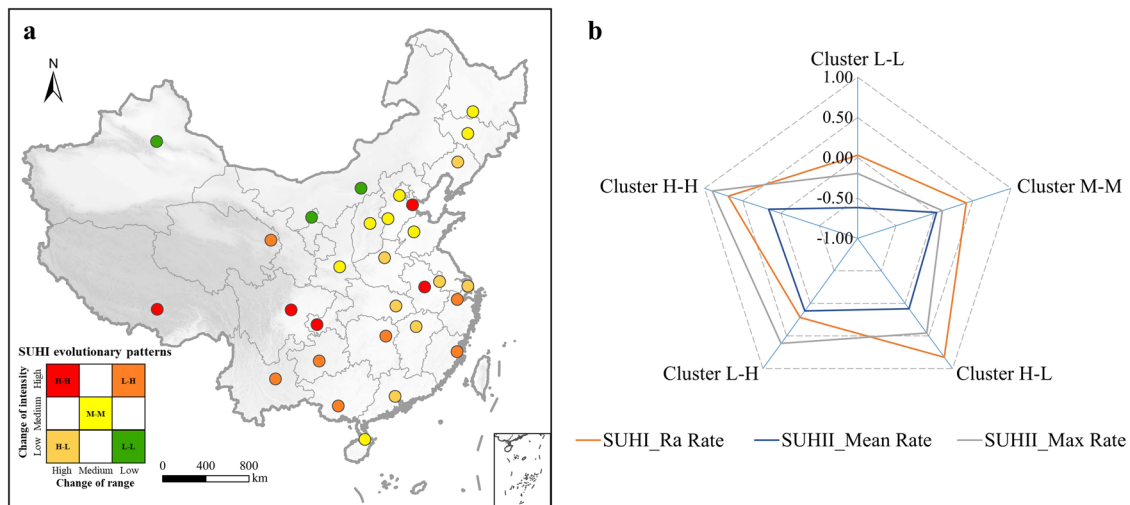 a
N
SUHI evolutionary patterns
Change of intensity
High
Medium
Low
H-H
L-H
M-M
H-L
L-L
High Medium Low
Change of range
0 400 800
km
b
Cluster L-L
1.00
0.50
0.00
-0.50
-1.00
Cluster H-H
Cluster M-M
Cluster L-H
Cluster H-L
SUHI_Ra Rate SUHII_Mean Rate SUHII_Max Rate